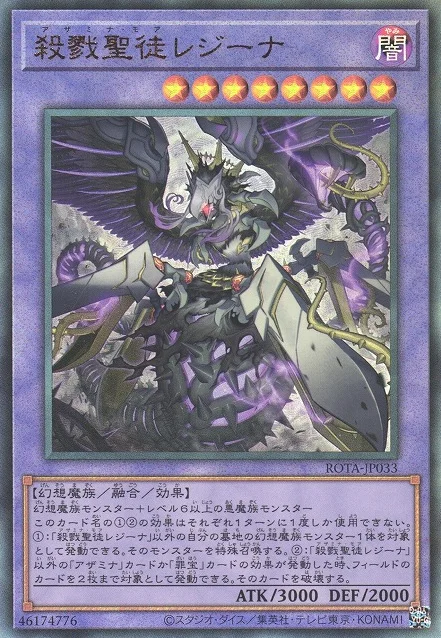 殺戮聖徒レジーナ
アザミナ・モア
闇
やみ
ROTA-JP033
【幻想魔族／融合／効果】
幻想魔族モンスター＋レベル６以上の悪魔族モンスター
このカード名の①②の効果はそれぞれ１ターンに１度しか使用できない。
①：「殺戮聖徒レジーナ」以外の自分の墓地の幻想魔族モンスター１体を対象
として発動できる。そのモンスターを特殊召喚する。②：「殺戮聖徒レジーナ」
以外の「アザミナ」カードか「罪宝」カードの効果が発動した時、フィールドの
カードを２枚まで対象として発動できる。そのカードを破壊する。
ATK/3000 DEF/2000
46174776 ©スタジオ・ダイス／集英社・テレビ東京・KONAMI